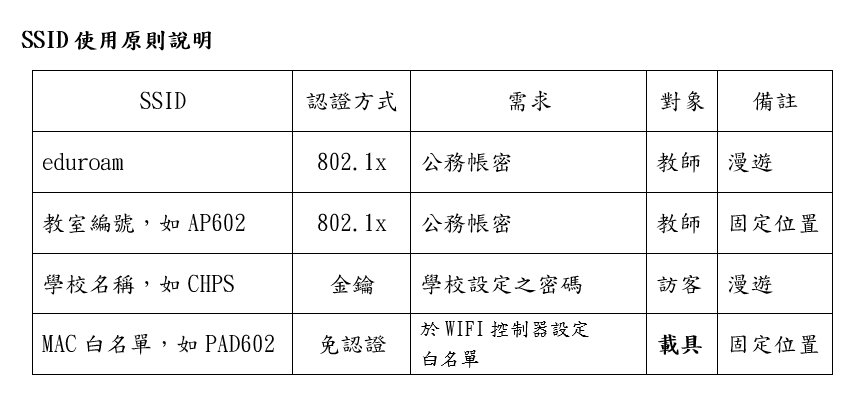 SSID 使用原則說明
SSID 認證方式 需求 對象 備註
eduroam 802.1x 公務帳密 教師 漫遊
教室編號，如 AP602 802.1x 公務帳密 教師 固定位置
學校名稱，如 CHPS 金鑰 學校設定之密碼 訪客 漫遊
MAC 白名單，如 PAD602 免認證 於 WIFI 控制器設定
白名單 載具 固定位置